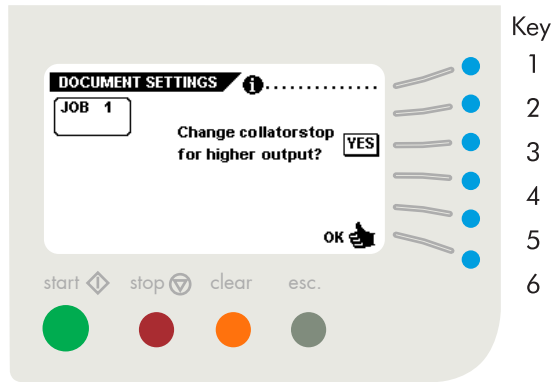 Key
DOCUMENT SETTINGS i
1
JOB 1
2
Change collatorstop
for higher output?
YES
3
4
5
OK
6
start stop clear esc.